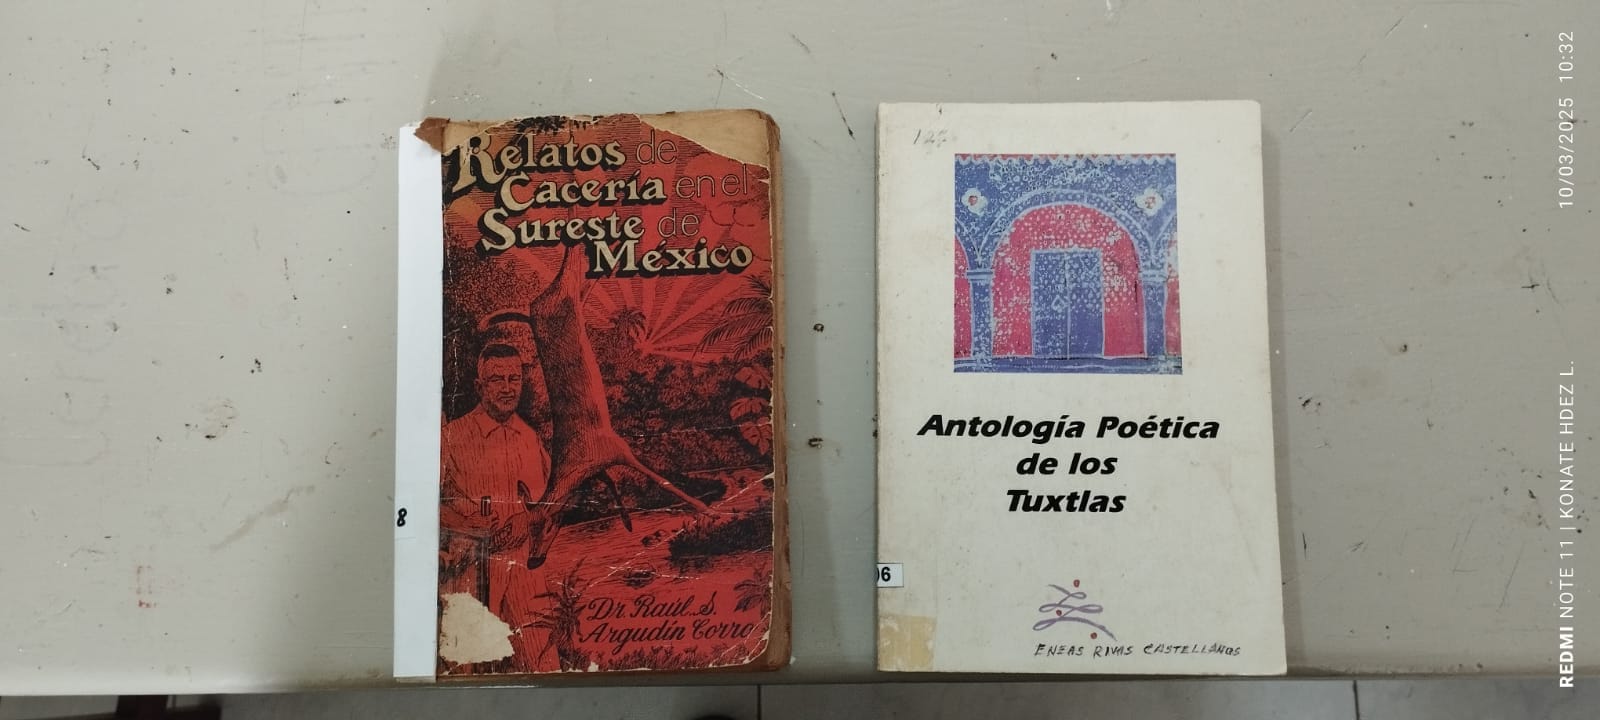 Relatos de
Cacería en el
Sureste de
México
8
Dr. Raúl S.
Argudín Corro
127
Antología Poética
de los
Tuxtlas
06
ENEAS RIVAS CASTELLANOS
REDMI NOTE 11 | KONATE HDEZ L. 10/03/2025 10:32